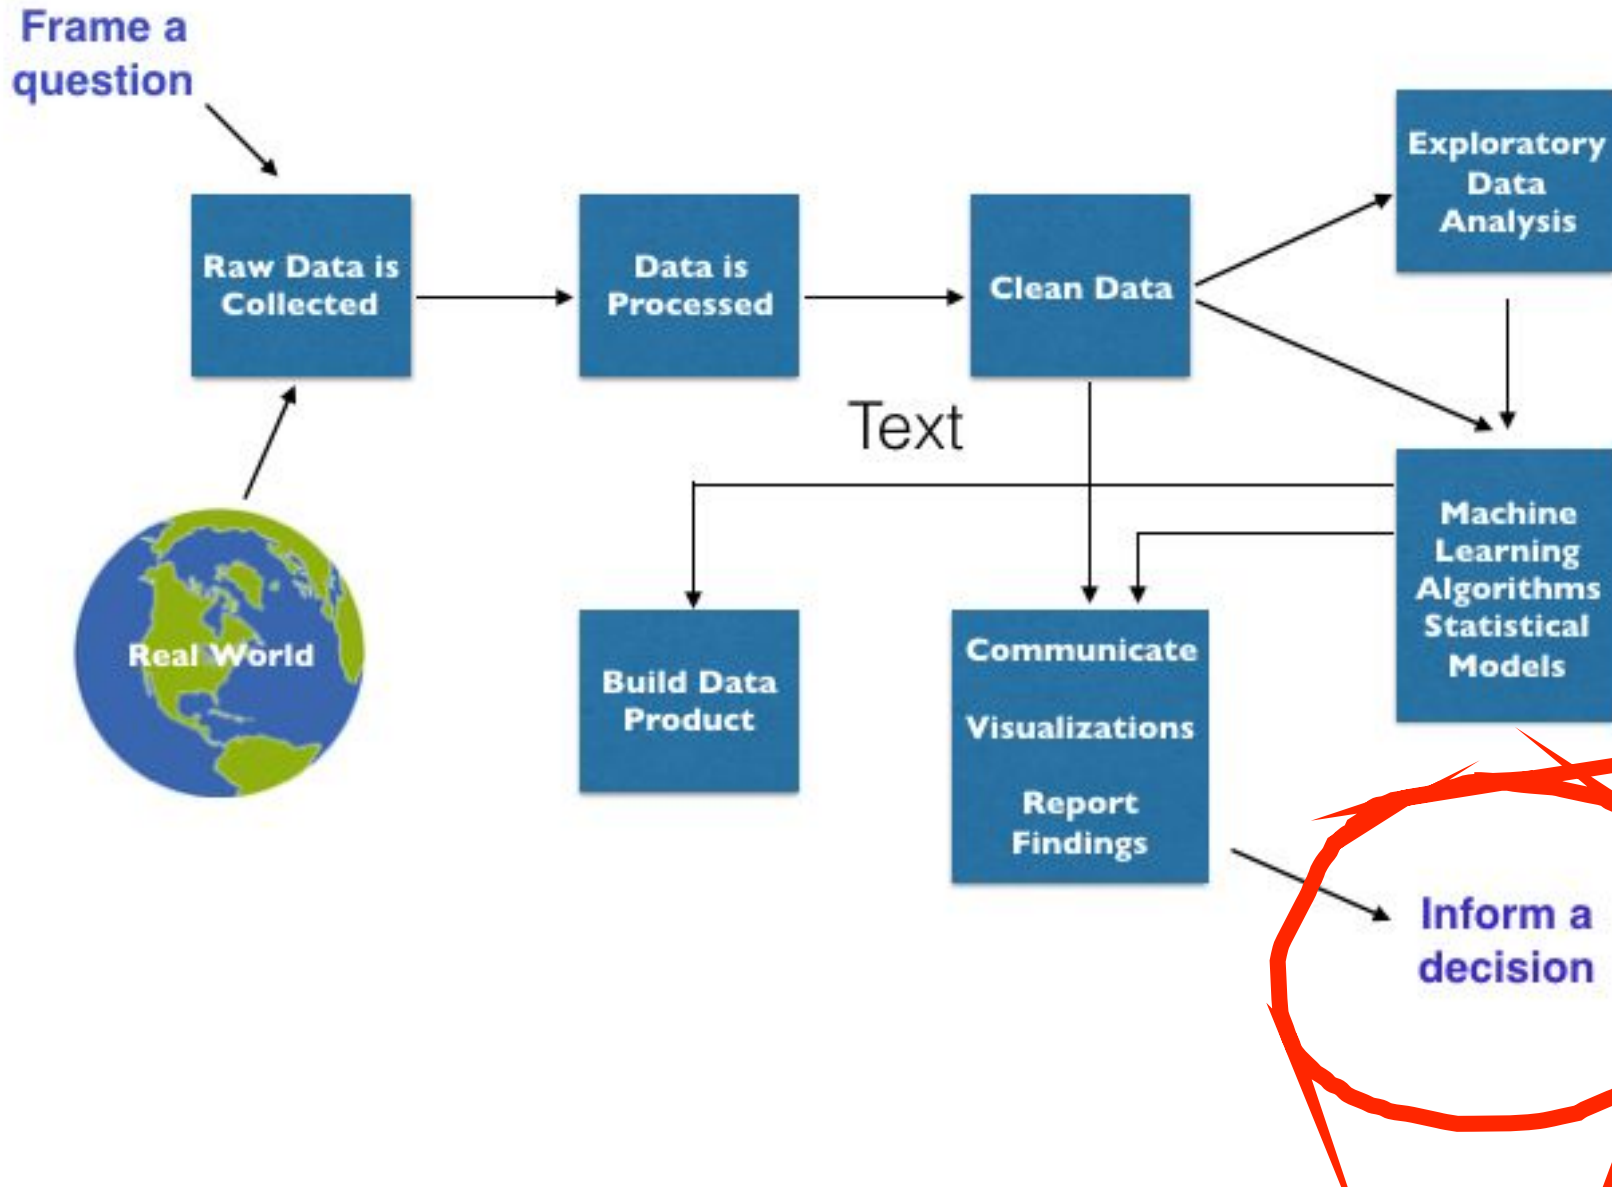 Frame a
question
Exploratory
Data
Analysis
Raw Data is
Collected
Data is
Processed
Clean Data
Text
Machine
Learning
Algorithms
Statistical
Models
Real World
Build Data
Product
Communicate
Visualizations
Report
Findings
Inform a
decision